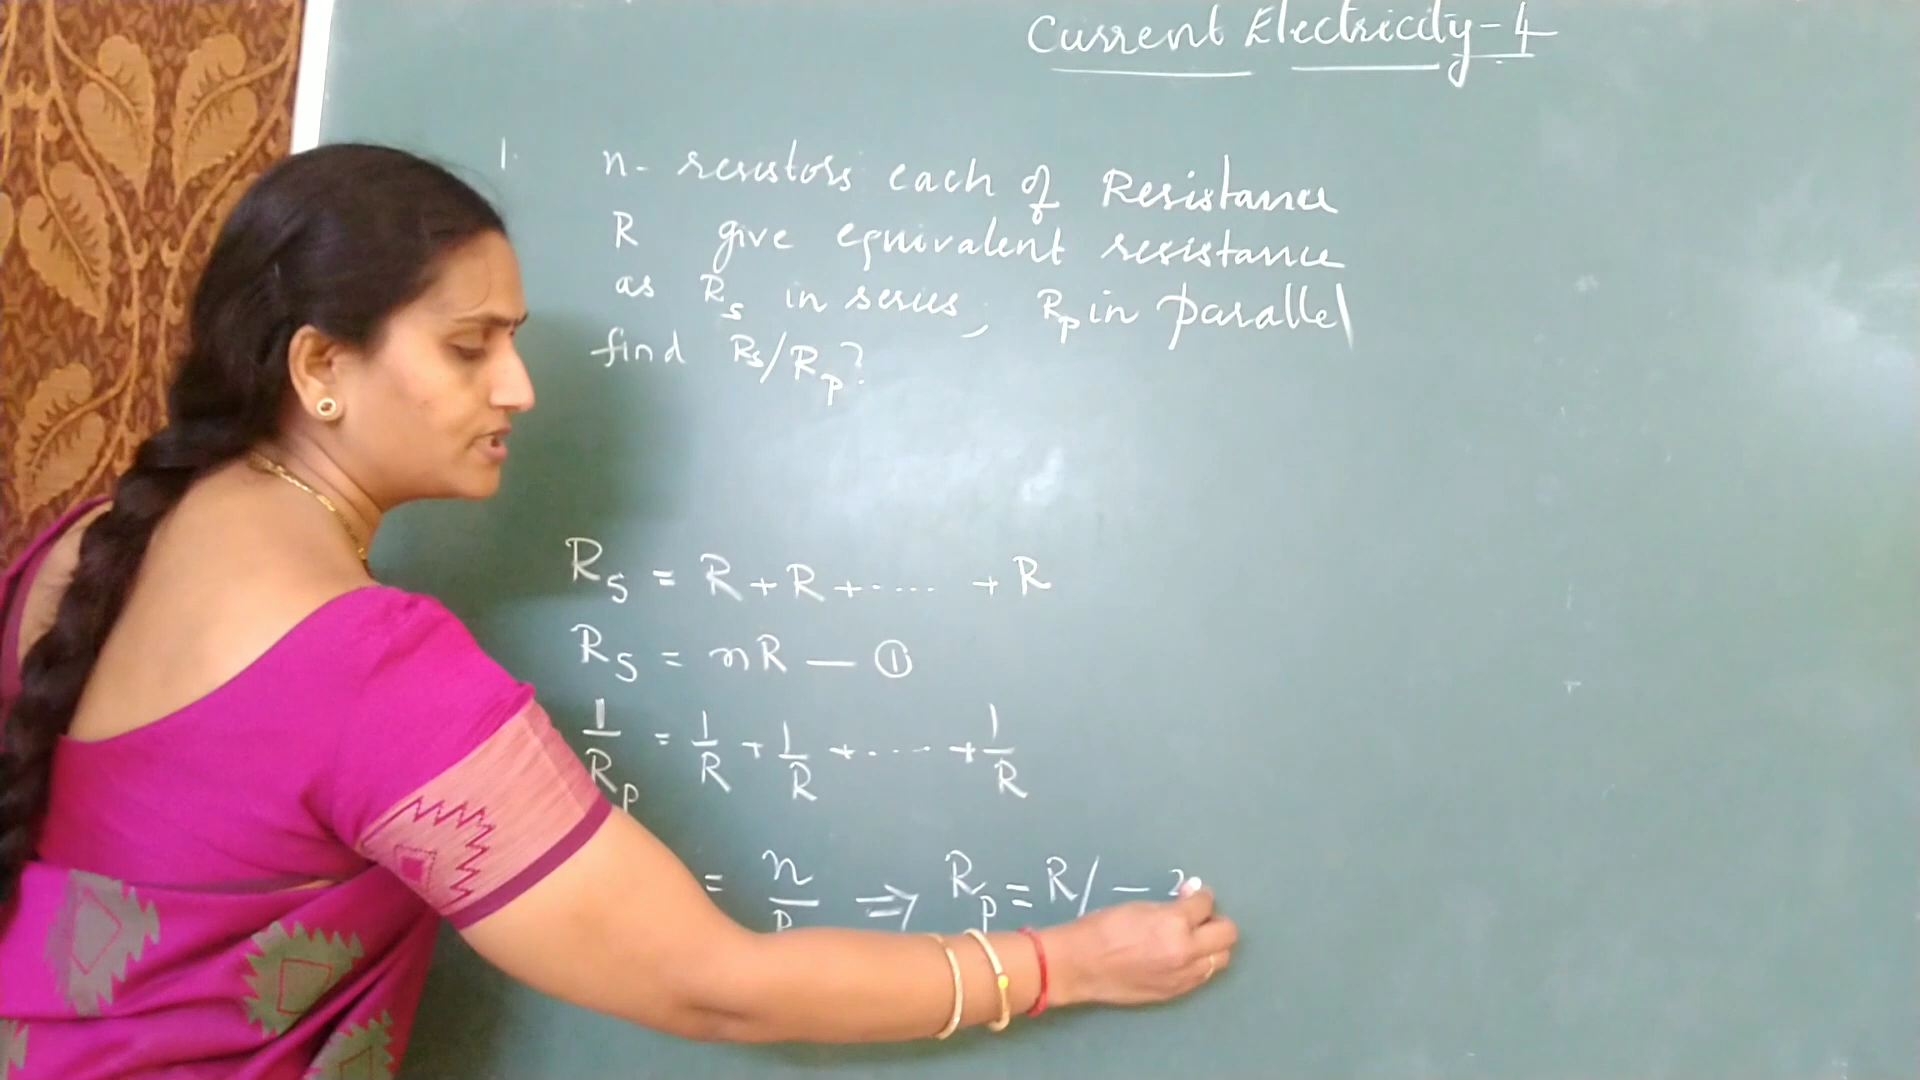 Current Electricity-4
1. n- resistors each of Resistance
R give equivalent resistance
as Rs in series, Rp in parallel
find Rs/Rp?
Rs = R + R + ..... + R
Rs = nR — ①
1/Rp = 1/R + 1/R + ..... + 1/R
= n/R ⇒ Rp = R/ — 2